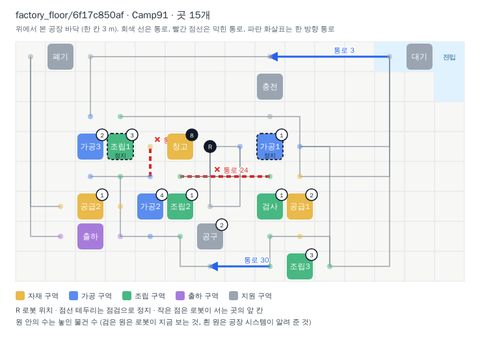 factory_floor/6f17c850af · Camp91 · 곳 15개
위에서 본 공장 바닥 (한 칸 3 m). 회색 선은 통로, 빨간 점선은 막힌 통로, 파란 화살표는 한 방향 통로
통로 3
폐기
대기
진입
충전
2
3
8
1
가공3
조립1
✕
창고
R
가공1
✕ 통로 24
1
4
1
1
2
공급2
가공2
조립2
검사
공급1
2
출하
공구
통로 30
3
조립3
자재 구역
가공 구역
조립 구역
출하 구역
지원 구역
R 로봇 위치 · 점선 테두리는 점검으로 정지 · 작은 점은 로봇이 서는 곳의 앞 칸
원 안의 수는 놓인 물건 수 (검은 원은 로봇이 지금 보는 것, 흰 원은 공장 시스템이 알려 준 것)